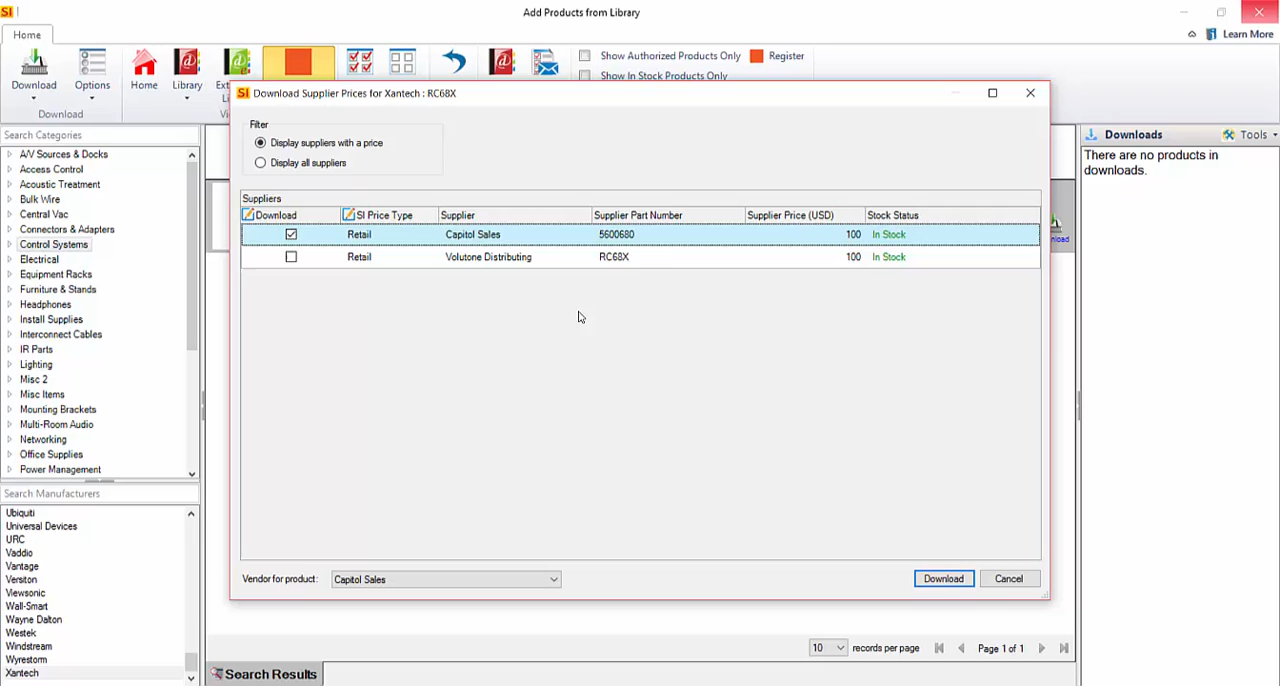 SI
Add Products from Library
Home
Learn More
Download
Options
Home
Library
Ext
Li
Show Authorized Products Only
Register
Show In Stock Products Only
Download
Vi
Search Categories
A/V Sources & Docks
Access Control
Acoustic Treatment
Bulk Wire
Central Vac
Connectors & Adapters
Control Systems
Electrical
Equipment Racks
Furniture & Stands
Headphones
Install Supplies
Interconnect Cables
IR Parts
Lighting
Misc 2
Misc Items
Mounting Brackets
Multi-Room Audio
Networking
Office Supplies
Power Management
Search Manufacturers
Ubiquiti
Universal Devices
URC
Vaddio
Vantage
Versiton
Viewsonic
Wall-Smart
Wayne Dalton
Westek
Windstream
Wyrestorm
Xantech
SI Download Supplier Prices for Xantech : RC68X
Filter
Display suppliers with a price
Display all suppliers
Suppliers
Download SI Price Type Supplier Supplier Part Number Supplier Price (USD) Stock Status
Retail Capitol Sales 5600680 100 In Stock
Retail Volutone Distributing RC68X 100 In Stock
Vendor for product: Capitol Sales
Download Cancel
10 records per page Page 1 of 1
Search Results
Downloads Tools
There are no products in
downloads.
nload